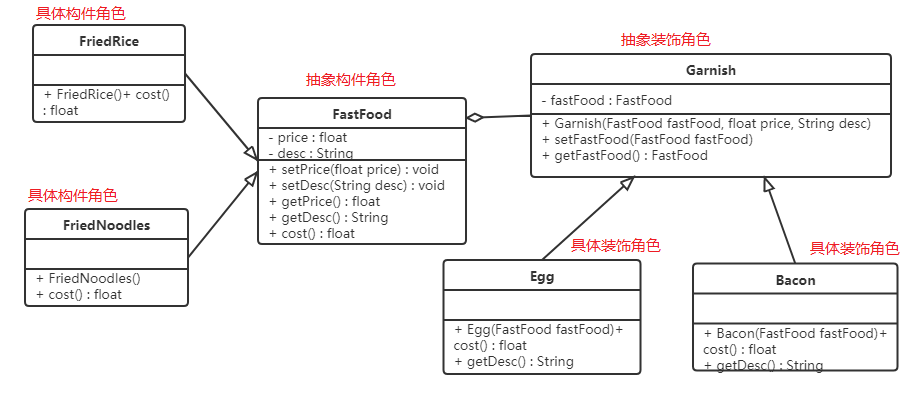 具体构件角色
FriedRice
+ FriedRice()+ cost()
: float
抽象构件角色
FastFood
- price : float
- desc : String
+ setPrice(float price) : void
+ setDesc(String desc) : void
+ getPrice() : float
+ getDesc() : String
+ cost() : float
抽象装饰角色
Garnish
- fastFood : FastFood
+ Garnish(FastFood fastFood, float price, String desc)
+ setFastFood(FastFood fastFood)
+ getFastFood() : FastFood
具体构件角色
FriedNoodles
+ FriedNoodles()
+ cost() : float
具体装饰角色
Egg
+ Egg(FastFood fastFood)+
cost() : float
+ getDesc() : String
具体装饰角色
Bacon
+ Bacon(FastFood fastFood)+
cost() : float
+ getDesc() : String